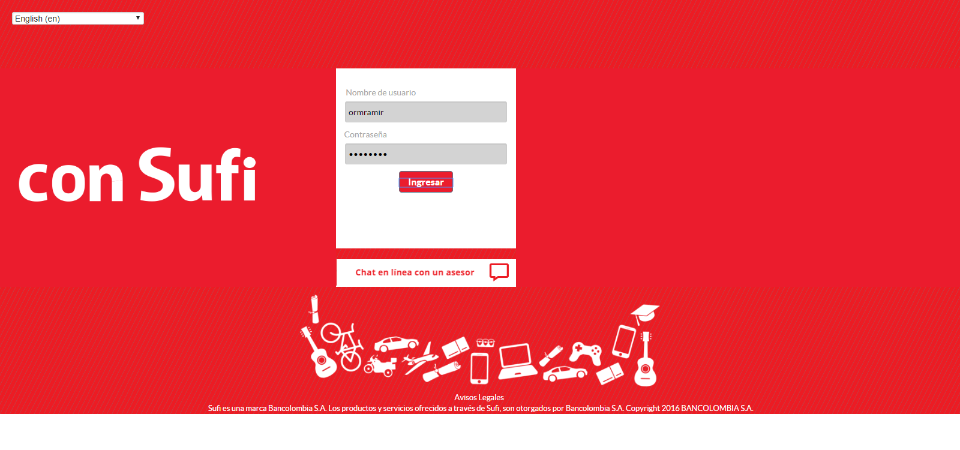 English (en)
Nombre de usuario
ormramir
Contraseña
••••••••
Ingresar
con Sufi
Chat en línea con un asesor
Avisos Legales
Sufi es una marca Bancolombia S.A. Los productos y servicios ofrecidos a través de Sufi, son otorgados por Bancolombia S.A. Copyright 2016 BANCOLOMBIA S.A.